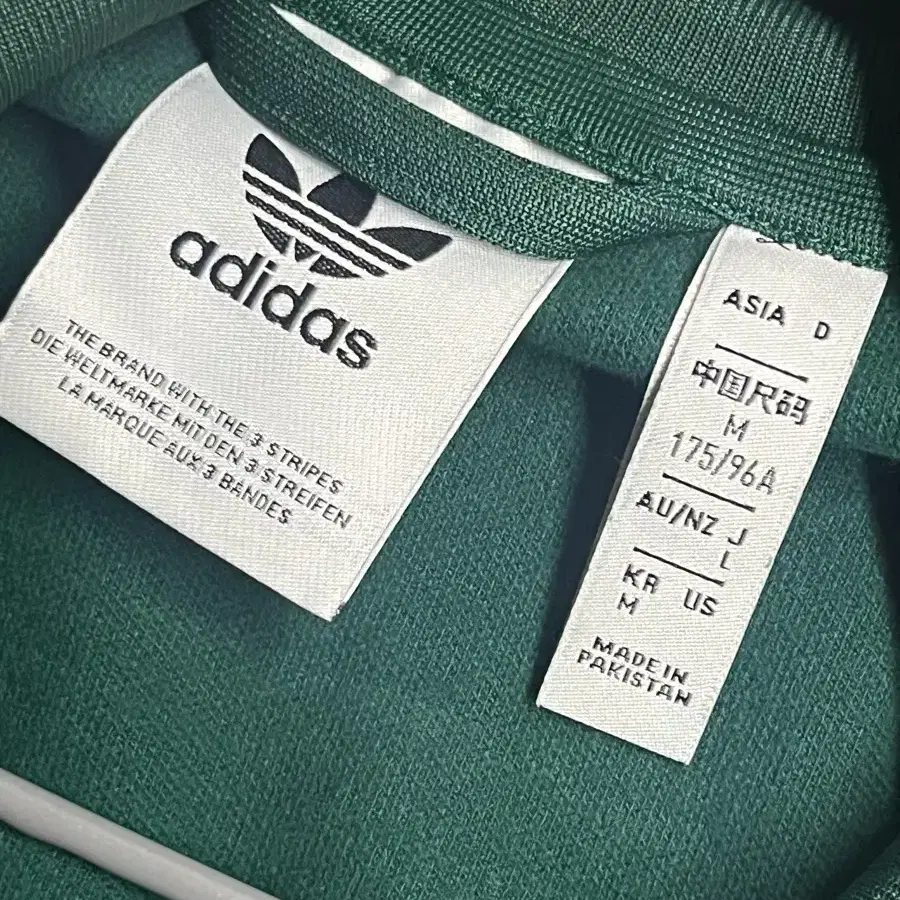 adidas
THE BRAND WITH THE 3 STRIPES
DIE WELTMARKE MIT DEN 3 STREIFEN
LA MARQUE AUX 3 BANDES
ASIA D
中国尺码
M
175/96A
AU/NZ J
L
KR US
M
MADE IN
PAKISTAN